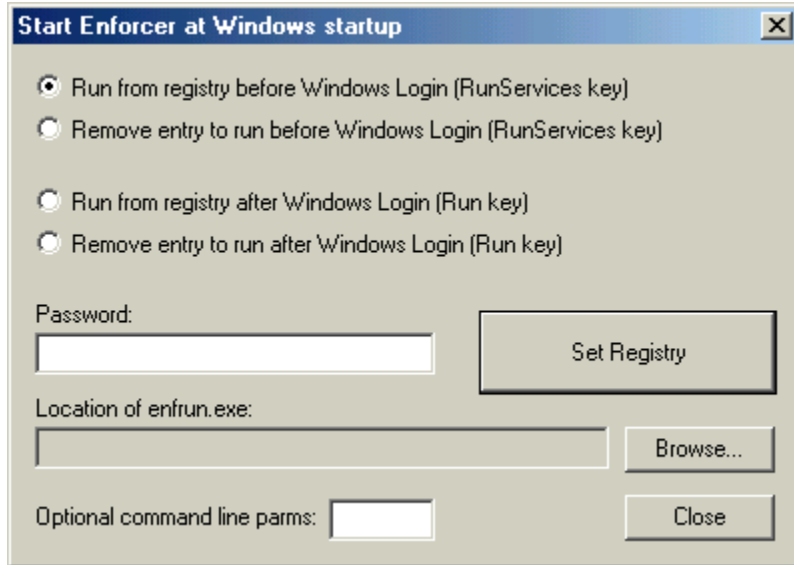 Start Enforcer at Windows startup
Run from registry before Windows Login (RunServices key)
Remove entry to run before Windows Login (RunServices key)
Run from registry after Windows Login (Run key)
Remove entry to run after Windows Login (Run key)
Password:
Set Registry
Location of enfrun.exe:
Browse...
Optional command line parms:
Close